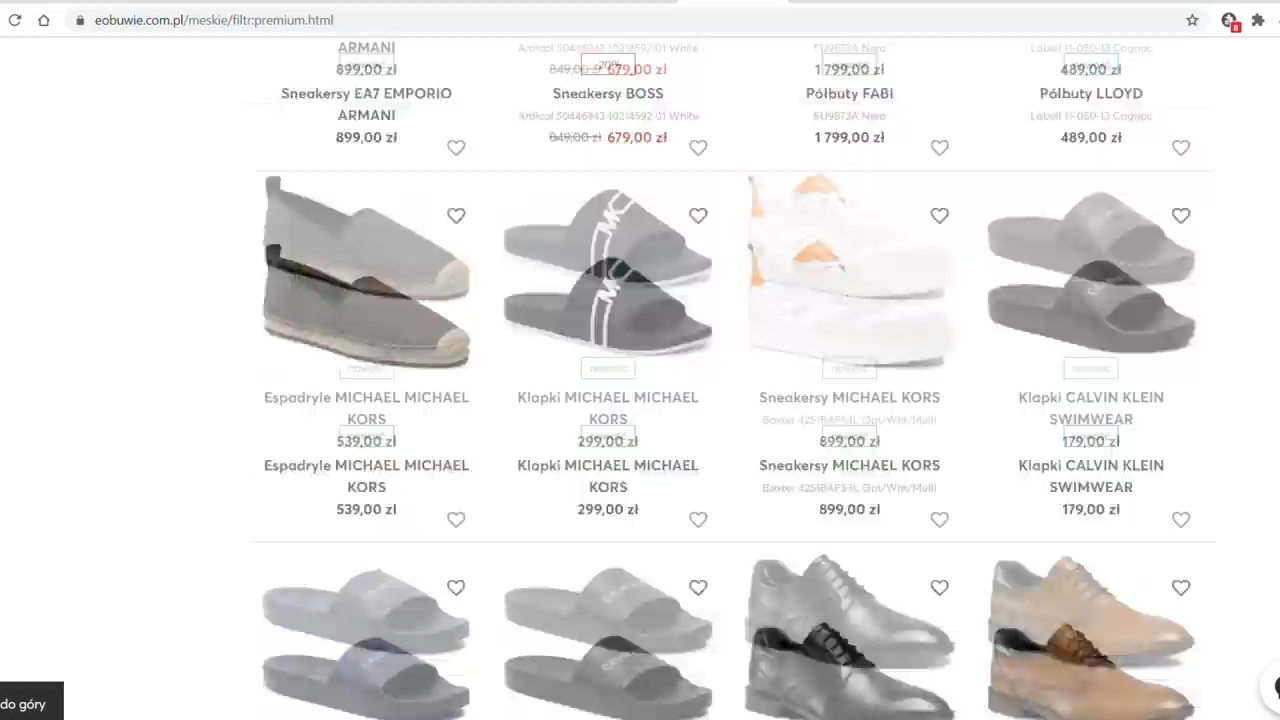 eobuwie.com.pl/meskie/filtr:premium.html
8
ARMANI
899,00 zł
849,00 zł 679,00 zł
1 799,00 zł
489,00 zł
Sneakersy EA7 EMPORIO
ARMANI
899,00 zł
Sneakersy BOSS
849,00 zł 679,00 zł
Półbuty FABI
1 799,00 zł
Półbuty LLOYD
489,00 zł
Espadryle MICHAEL MICHAEL
KORS
539,00 zł
Klapki MICHAEL MICHAEL
KORS
299,00 zł
Sneakersy MICHAEL KORS
899,00 zł
Klapki CALVIN KLEIN
SWIMWEAR
179,00 zł
Espadryle MICHAEL MICHAEL
KORS
539,00 zł
Klapki MICHAEL MICHAEL
KORS
299,00 zł
Sneakersy MICHAEL KORS
899,00 zł
Klapki CALVIN KLEIN
SWIMWEAR
179,00 zł
do góry